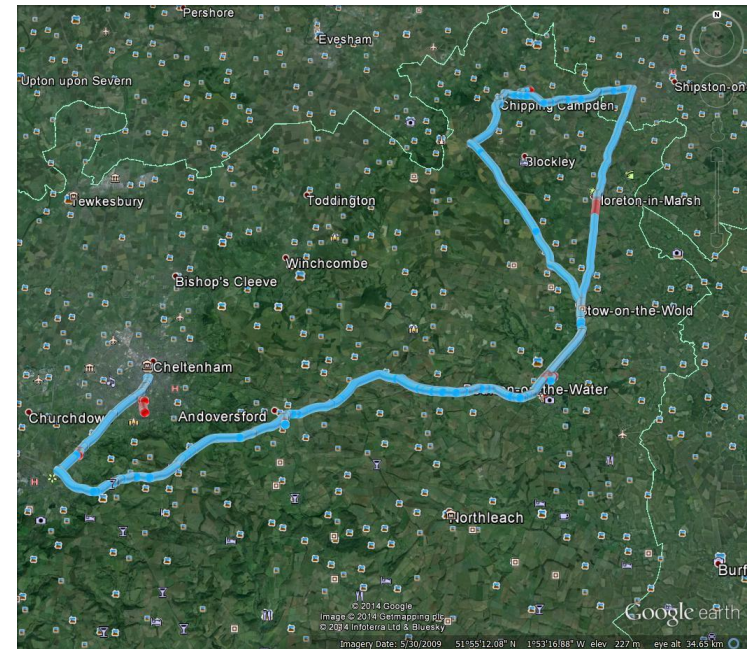 N
Pershore
Evesham
Upton upon Severn
Shipston-on
Chipping Campden
Blockley
Tewkesbury
Toddington
Moreton-in-Marsh
Winchcombe
Bishop's Cleeve
Stow-on-the-Wold
Cheltenham
on-the-Water
Churchdow
Andoversford
Northleach
Burf
© 2014 Google
Image © 2014 Getmapping plc
© 2014 Infoterra Ltd & Bluesky
Google earth
Imagery Date: 5/30/2009 51°55'12.08" N 1°53'16.88" W elev 227 m eye alt 34.65 km